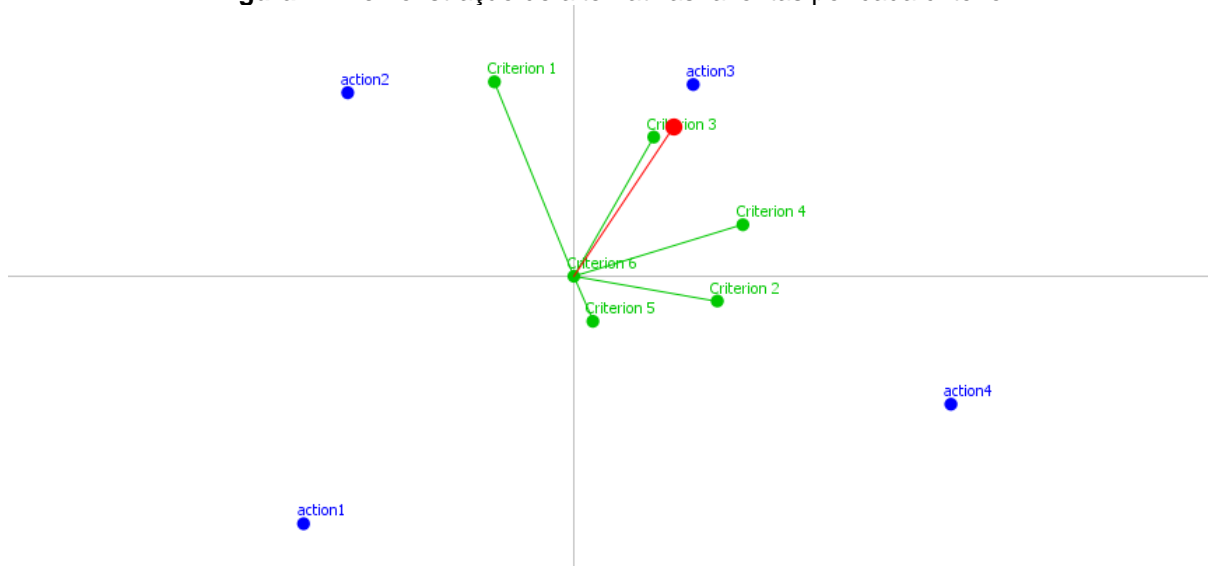 Criterion 1
action3
action2
Criterion 3
Criterion 4
Criterion 6
Criterion 2
Criterion 5
action4
action1